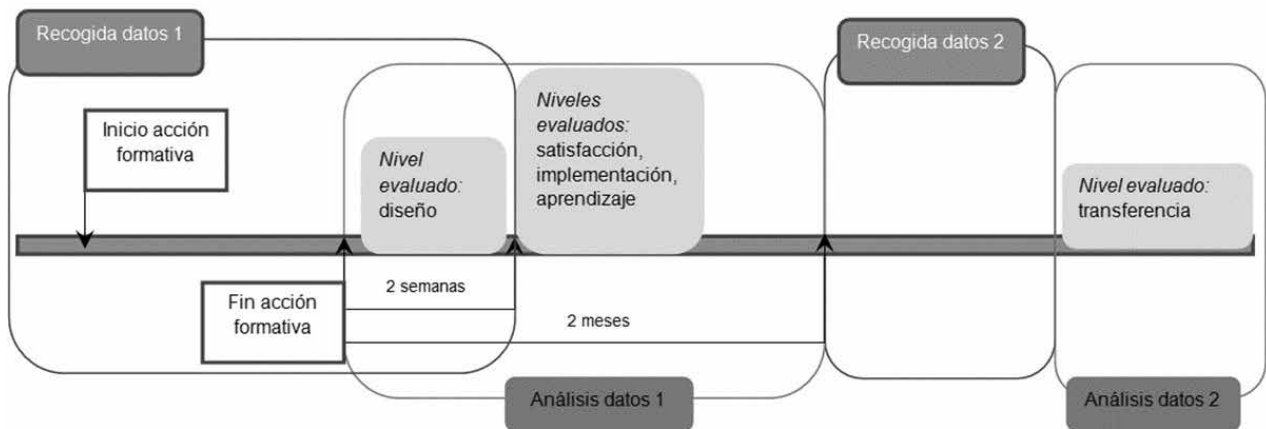 Recogida datos 1
Recogida datos 2
Inicio acción
formativa
Nivel
evaluado:
diseño
Niveles
evaluados:
satisfacción,
implementación,
aprendizaje
Nivel evaluado:
transferencia
Fin acción
formativa
2 semanas
2 meses
Análisis datos 1
Análisis datos 2